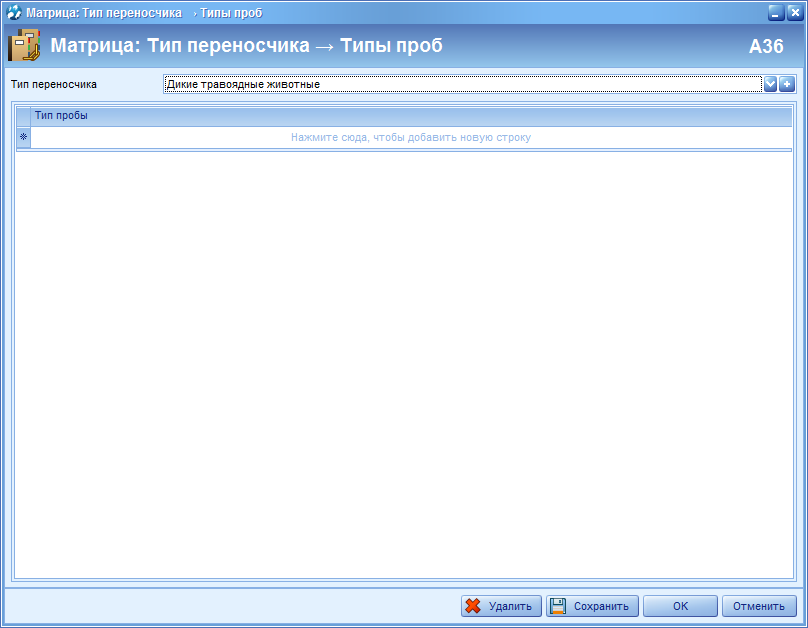 Матрица: Тип переносчика → Типы проб
Матрица: Тип переносчика → Типы проб
A36
Тип переносчика
Дикие травоядные животные
Тип пробы
Нажмите сюда, чтобы добавить новую строку
Удалить
Сохранить
OK
Отменить